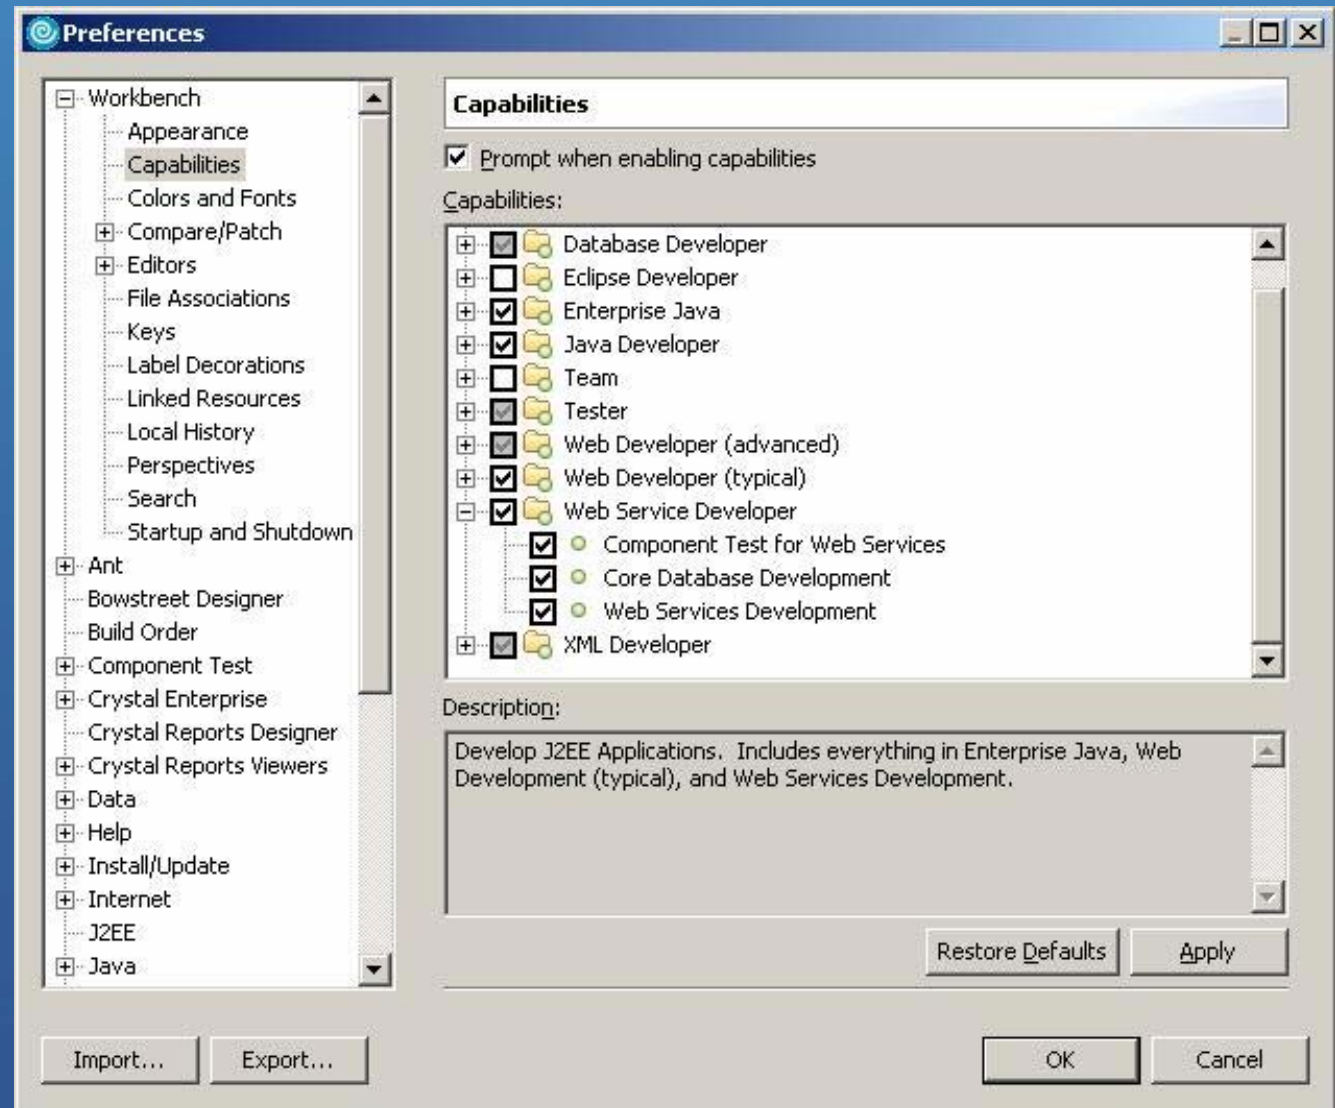 Preferences
Workbench
Appearance
Capabilities
Colors and Fonts
Compare/Patch
Editors
File Associations
Keys
Label Decorations
Linked Resources
Local History
Perspectives
Search
Startup and Shutdown
Ant
Bowstreet Designer
Build Order
Component Test
Crystal Enterprise
Crystal Reports Designer
Crystal Reports Viewers
Data
Help
Install/Update
Internet
J2EE
Java
Capabilities
Prompt when enabling capabilities
Capabilities:
Database Developer
Eclipse Developer
Enterprise Java
Java Developer
Team
Tester
Web Developer (advanced)
Web Developer (typical)
Web Service Developer
Component Test for Web Services
Core Database Development
Web Services Development
XML Developer
Description:
Develop J2EE Applications. Includes everything in Enterprise Java, Web
Development (typical), and Web Services Development.
Restore Defaults
Apply
Import...
Export...
OK
Cancel